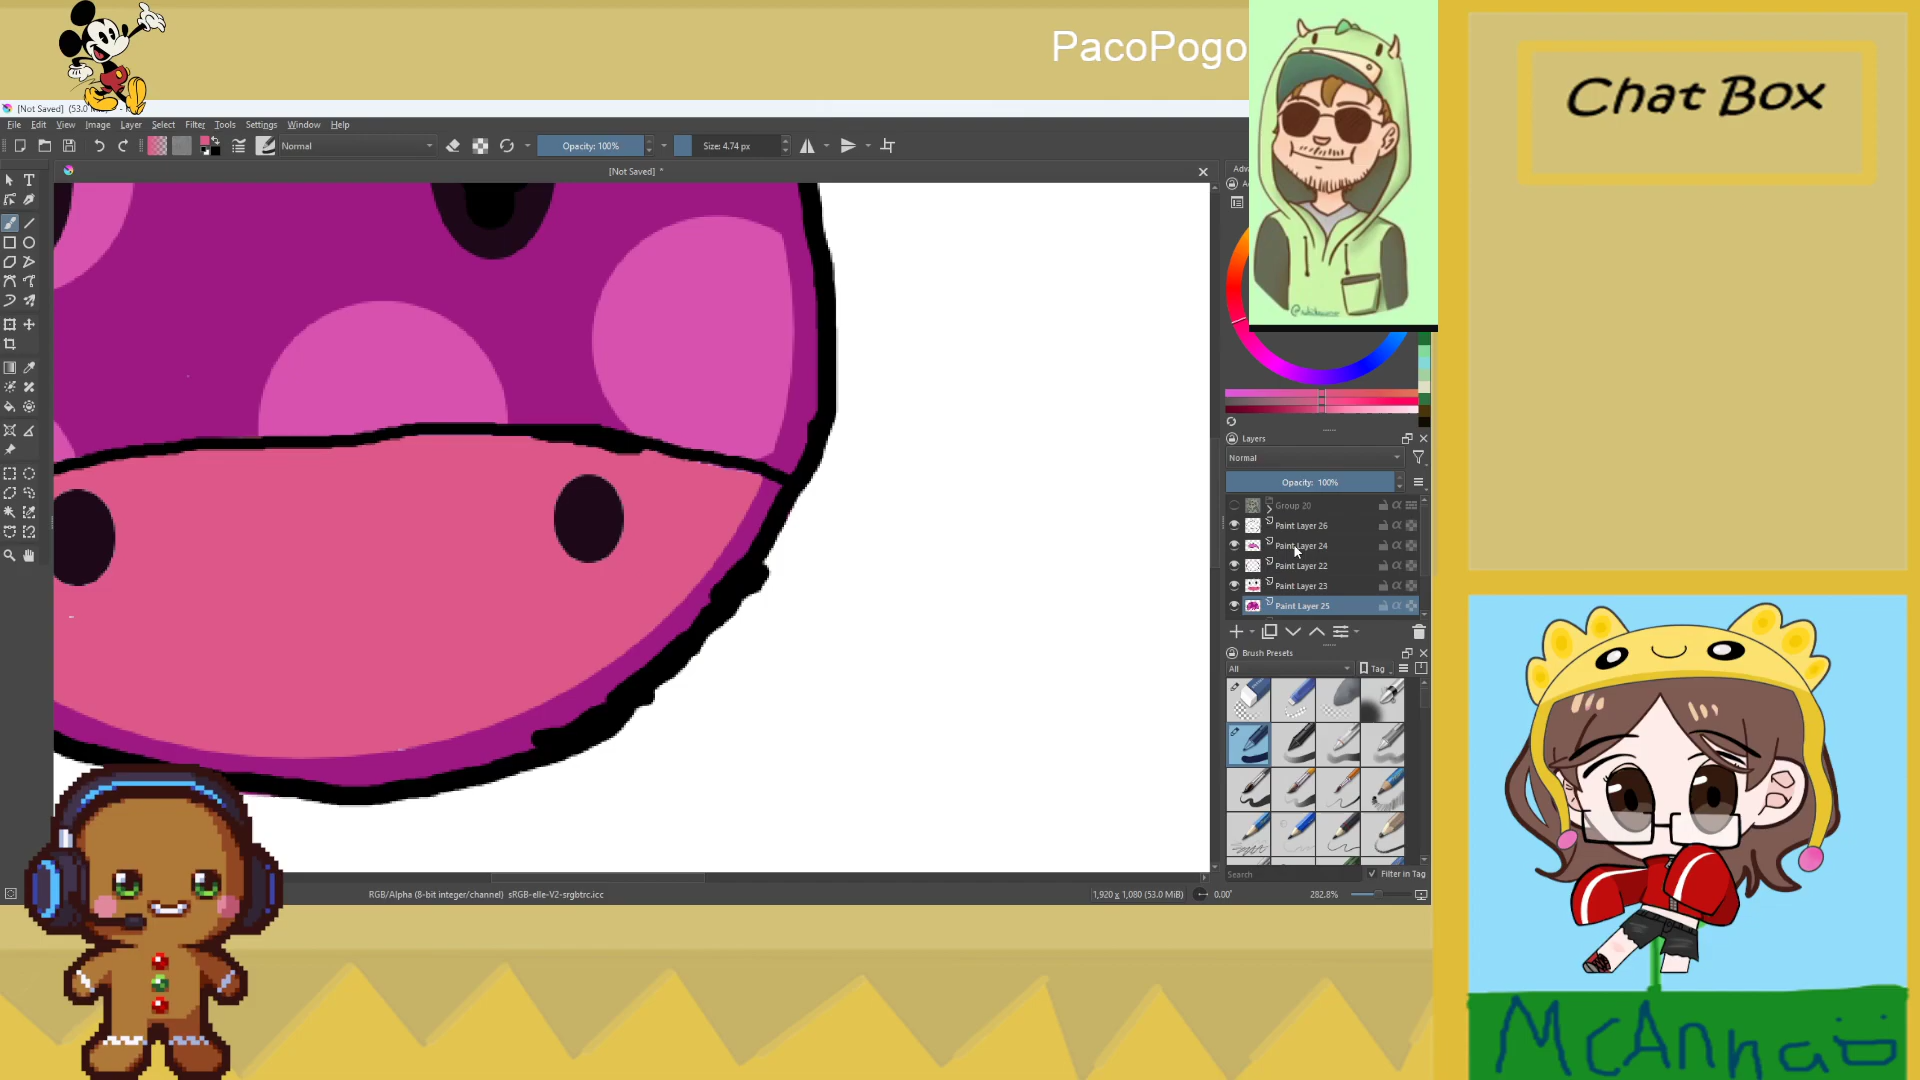 PacoPogo
Chat Box
[Not Saved] (53.0
File Edit View Image Layer Select Filter Tools Settings Window Help
Normal
Opacity: 100%
Size: 4.74 px
[Not Saved] *
Layers
Normal
Opacity: 100%
Group 20
Paint Layer 26
Paint Layer 24
Paint Layer 22
Paint Layer 23
Paint Layer 25
Brush Presets
All
Tag
Search
Filter in Tag
RGB/Alpha (8-bit integer/channel) sRGB-elle-V2-srgbtrc.icc
1,920 x 1,080 (53.0 MiB)
0.00°
282.8%
McAnna